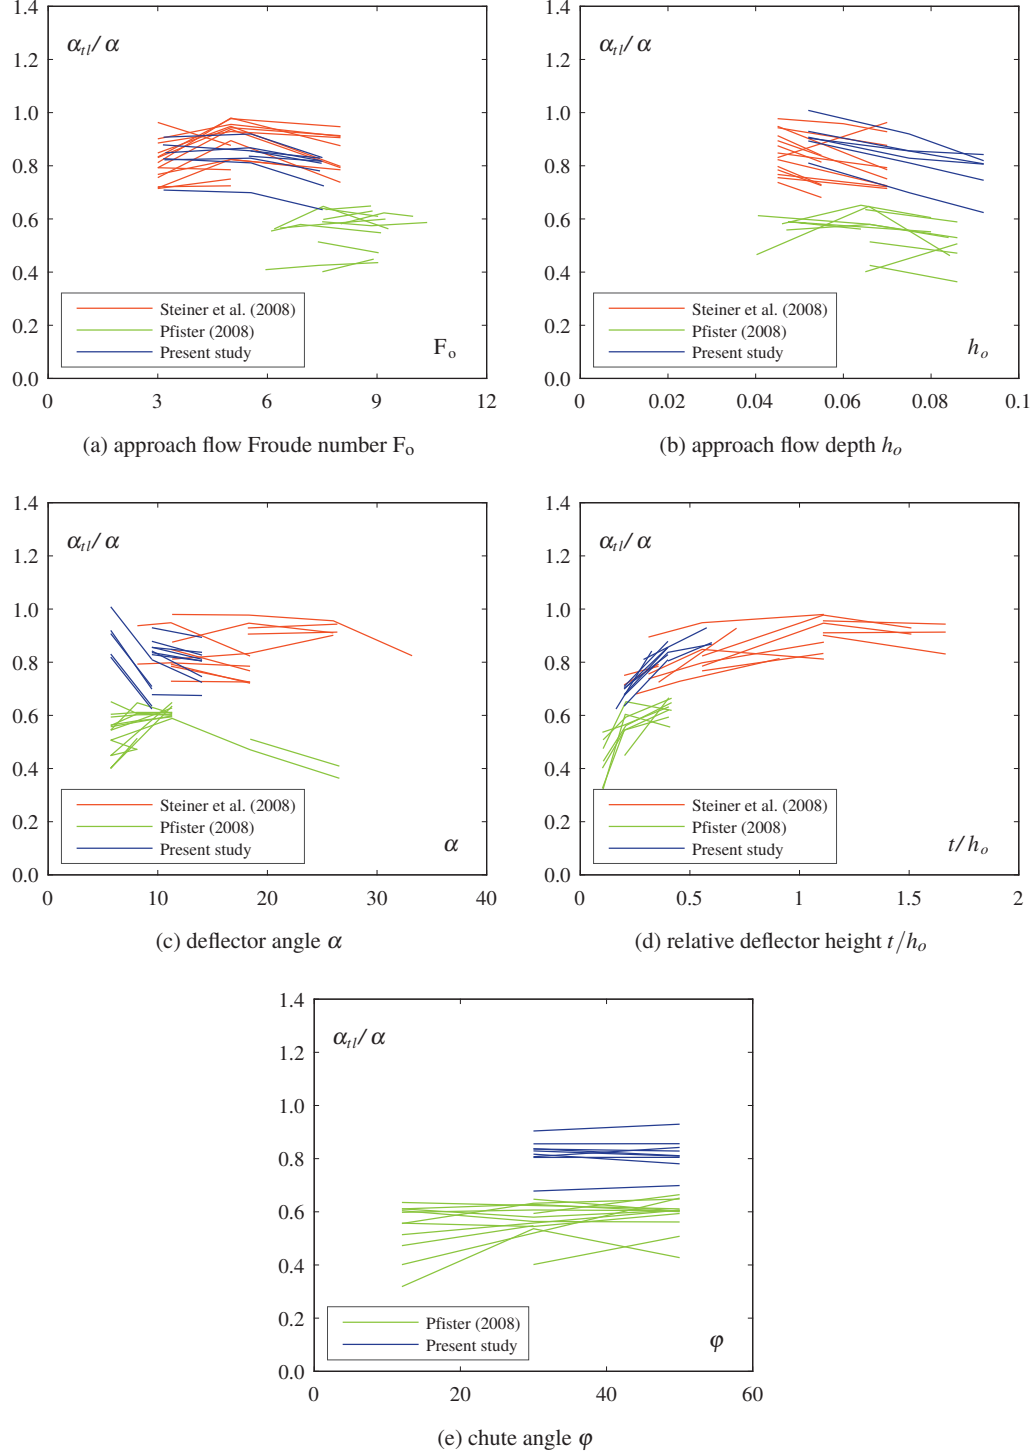 1.4
α_tl/α
1.2
1.0
0.8
0.6
0.4
Steiner et al. (2008)
Pfister (2008)
0.2
Present study
F_o
0.0
0 3 6 9 12
(a) approach flow Froude number F_o
1.4
α_tl/α
1.2
1.0
0.8
0.6
0.4
Steiner et al. (2008)
Pfister (2008)
0.2
Present study
h_o
0.0
0 0.02 0.04 0.06 0.08 0.1
(b) approach flow depth h_o
1.4
α_tl/α
1.2
1.0
0.8
0.6
0.4
Steiner et al. (2008)
0.2
Pfister (2008)
Present study
α
0.0
0 10 20 30 40
(c) deflector angle α
1.4
α_tl/α
1.2
1.0
0.8
0.6
0.4
Steiner et al. (2008)
0.2
Pfister (2008)
Present study
t/h_o
0.0
0 0.5 1 1.5 2
(d) relative deflector height t/h_o
1.4
α_tl/α
1.2
1.0
0.8
0.6
0.4
0.2
Pfister (2008)
Present study
φ
0.0
0 20 40 60
(e) chute angle φ